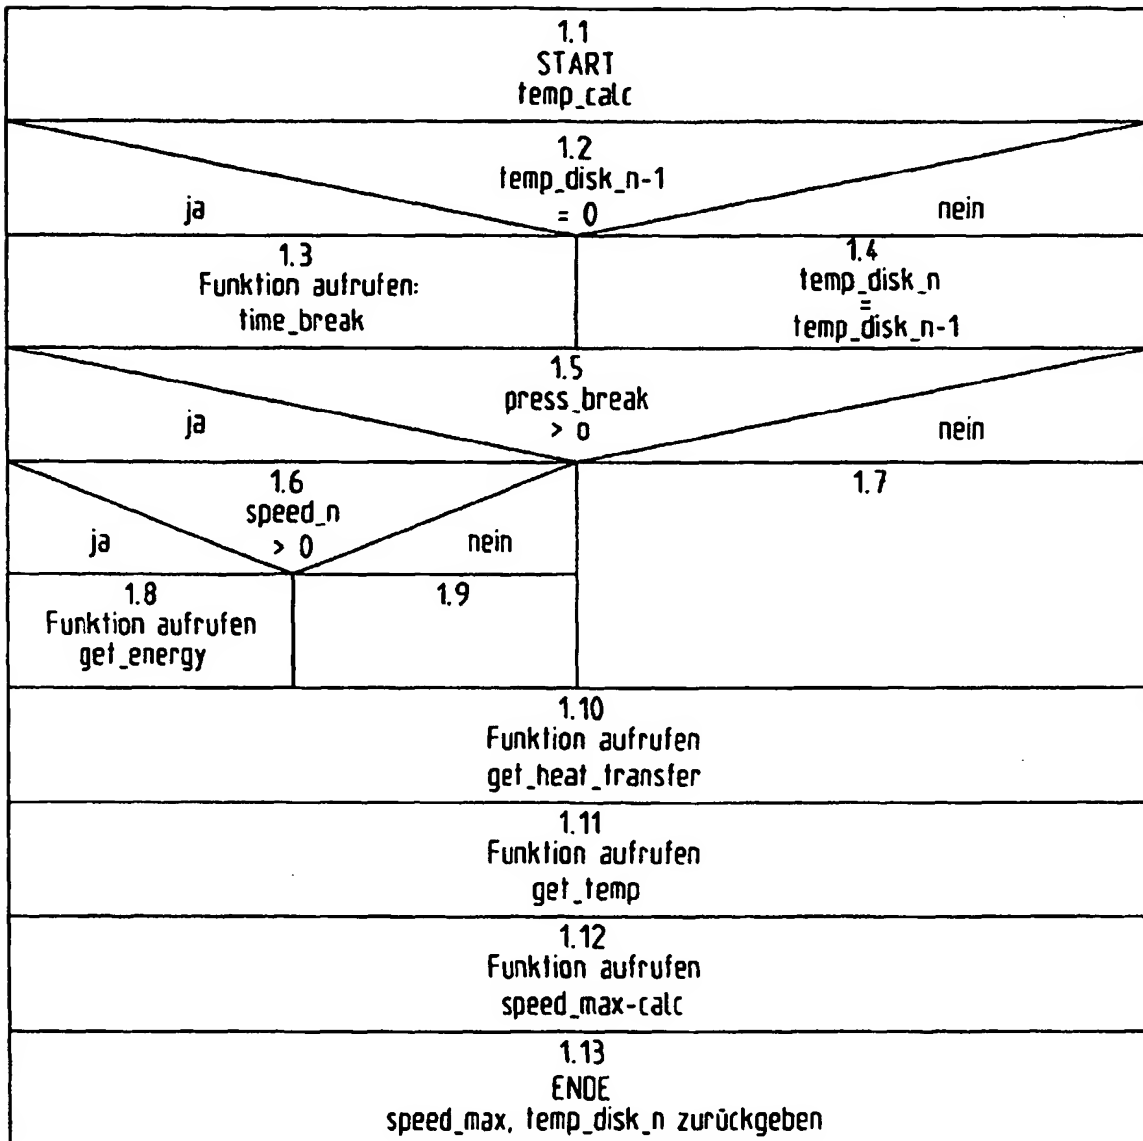 1.1
START
temp_calc
1.2
temp_disk_n-1
= 0
ja
nein
1.3
Funktion aufrufen:
time_break
1.4
temp_disk_n
=
temp_disk_n-1
1.5
press_break
> 0
ja
nein
1.6
speed_n
> 0
ja
nein
1.7
1.8
Funktion aufrufen
get_energy
1.9
1.10
Funktion aufrufen
get_heat_transfer
1.11
Funktion aufrufen
get_temp
1.12
Funktion aufrufen
speed_max-calc
1.13
ENDE
speed_max, temp_disk_n zurückgeben